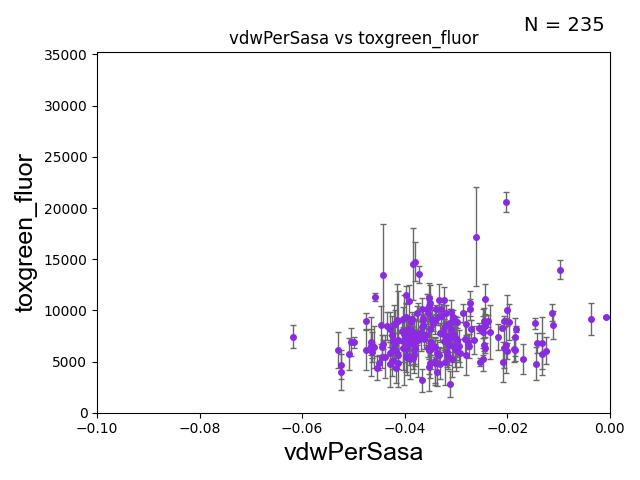 N = 235
vdwPerSasa vs toxgreen_fluor
35000
30000
25000
20000
15000
10000
5000
0
toxgreen_fluor
−0.10 −0.08 −0.06 −0.04 −0.02 0.00
vdwPerSasa